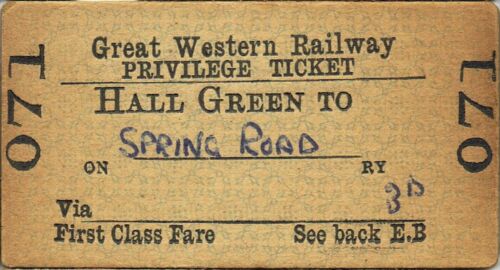 071
Great Western Railway
PRIVILEGE TICKET
HALL GREEN TO
SPRING ROAD
ON RY
Via 3D
First Class Fare See back E.B
071